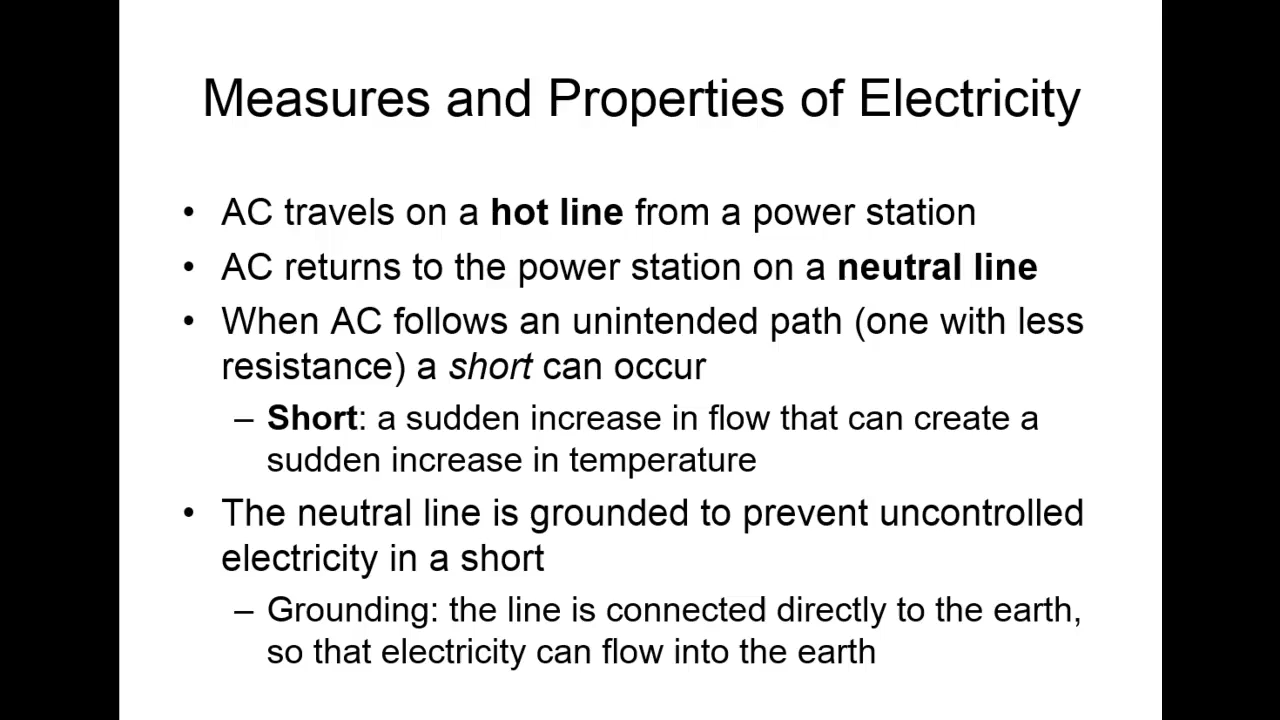 Measures and Properties of Electricity
• AC travels on a hot line from a power station
• AC returns to the power station on a neutral line
• When AC follows an unintended path (one with less
resistance) a short can occur
– Short: a sudden increase in flow that can create a
sudden increase in temperature
• The neutral line is grounded to prevent uncontrolled
electricity in a short
– Grounding: the line is connected directly to the earth,
so that electricity can flow into the earth